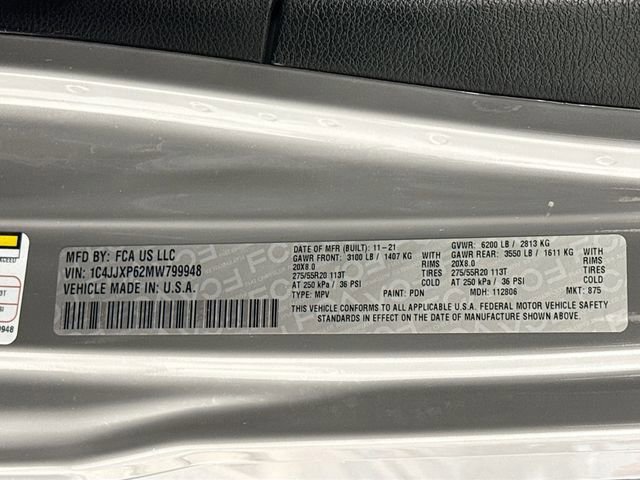 MFD BY: FCA US LLC
VIN: 1C4JJXP62MW799948
VEHICLE MADE IN: U.S.A.
DATE OF MFR (BUILT): 11-21 GVWR: 6200 LB / 2813 KG
GAWR FRONT: 3100 LB / 1407 KG WITH GAWR REAR: 3550 LB / 1611 KG WITH
20X8.0 RIMS 20X8.0 RIMS
275/55R20 113T TIRES 275/55R20 113T TIRES
AT 250 kPa / 36 PSI COLD AT 250 kPa / 36 PSI COLD
TYPE: MPV PAINT: PDN MDH: 112806 MKT: 875
THIS VEHICLE CONFORMS TO ALL APPLICABLE U.S.A. FEDERAL MOTOR VEHICLE SAFETY
STANDARDS IN EFFECT ON THE DATE OF MANUFACTURE SHOWN ABOVE.
9948